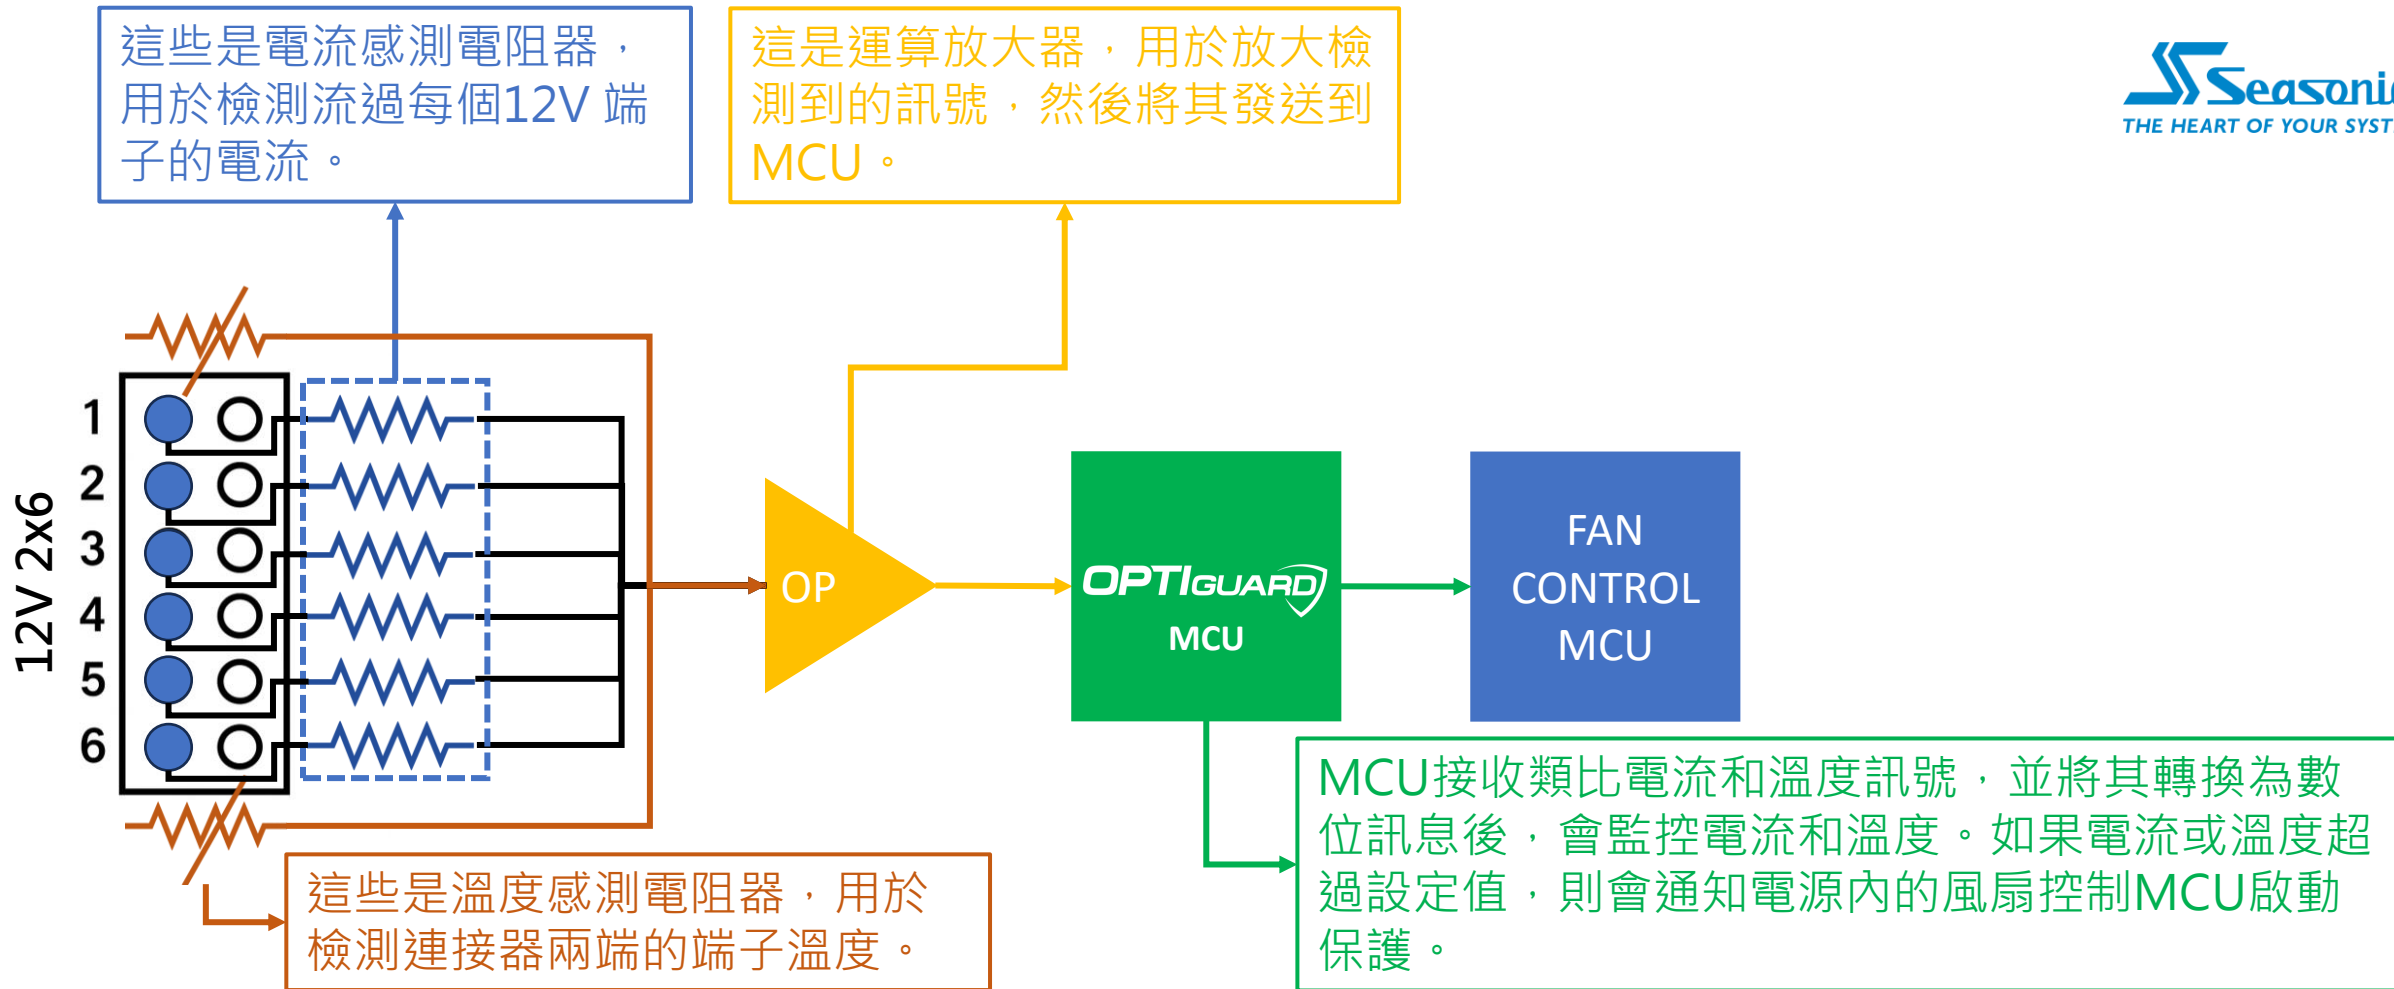 這些是電流感測電阻器，
用於檢測流過每個12V 端
子的電流。
這是運算放大器，用於放大檢
測到的訊號，然後將其發送到
MCU。
Seasonic
THE HEART OF YOUR SYST
12V 2x6
1
2
3
4
5
6
OP
OPTIGUARD
MCU
FAN
CONTROL
MCU
這些是溫度感測電阻器，用於
檢測連接器兩端的端子溫度。
MCU接收類比電流和溫度訊號，並將其轉換為數
位訊息後，會監控電流和溫度。如果電流或溫度超
過設定值，則會通知電源內的風扇控制MCU啟動
保護。